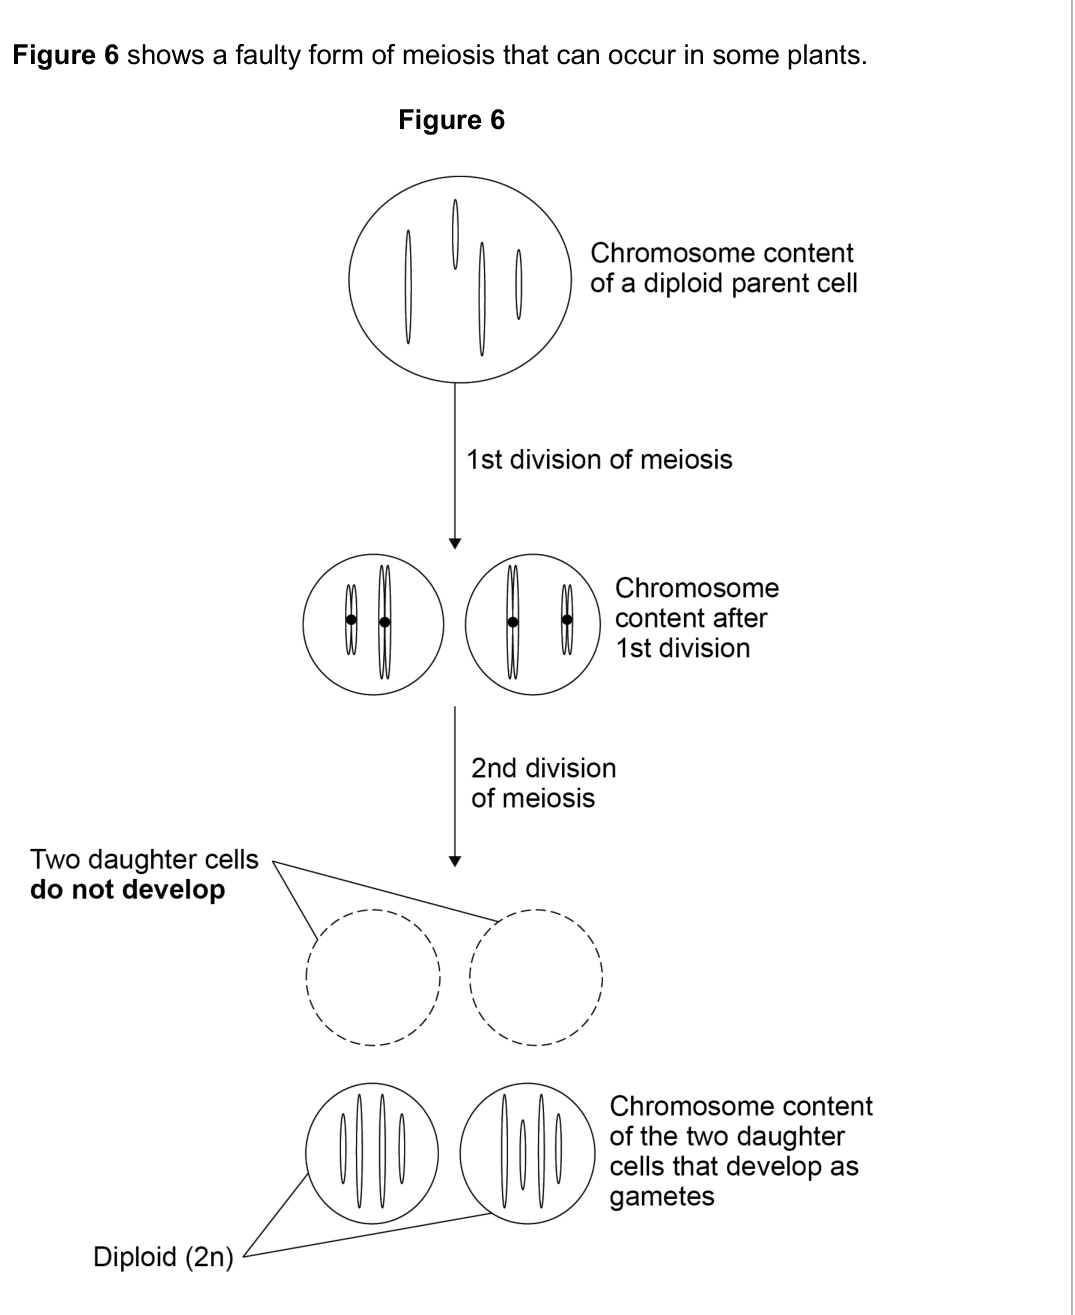 Figure 6 shows a faulty form of meiosis that can occur in some plants.
Figure 6
Chromosome content
of a diploid parent cell
1st division of meiosis
Chromosome
content after
1st division
2nd division
of meiosis
Two daughter cells
do not develop
Chromosome content
of the two daughter
cells that develop as
gametes
Diploid (2n)